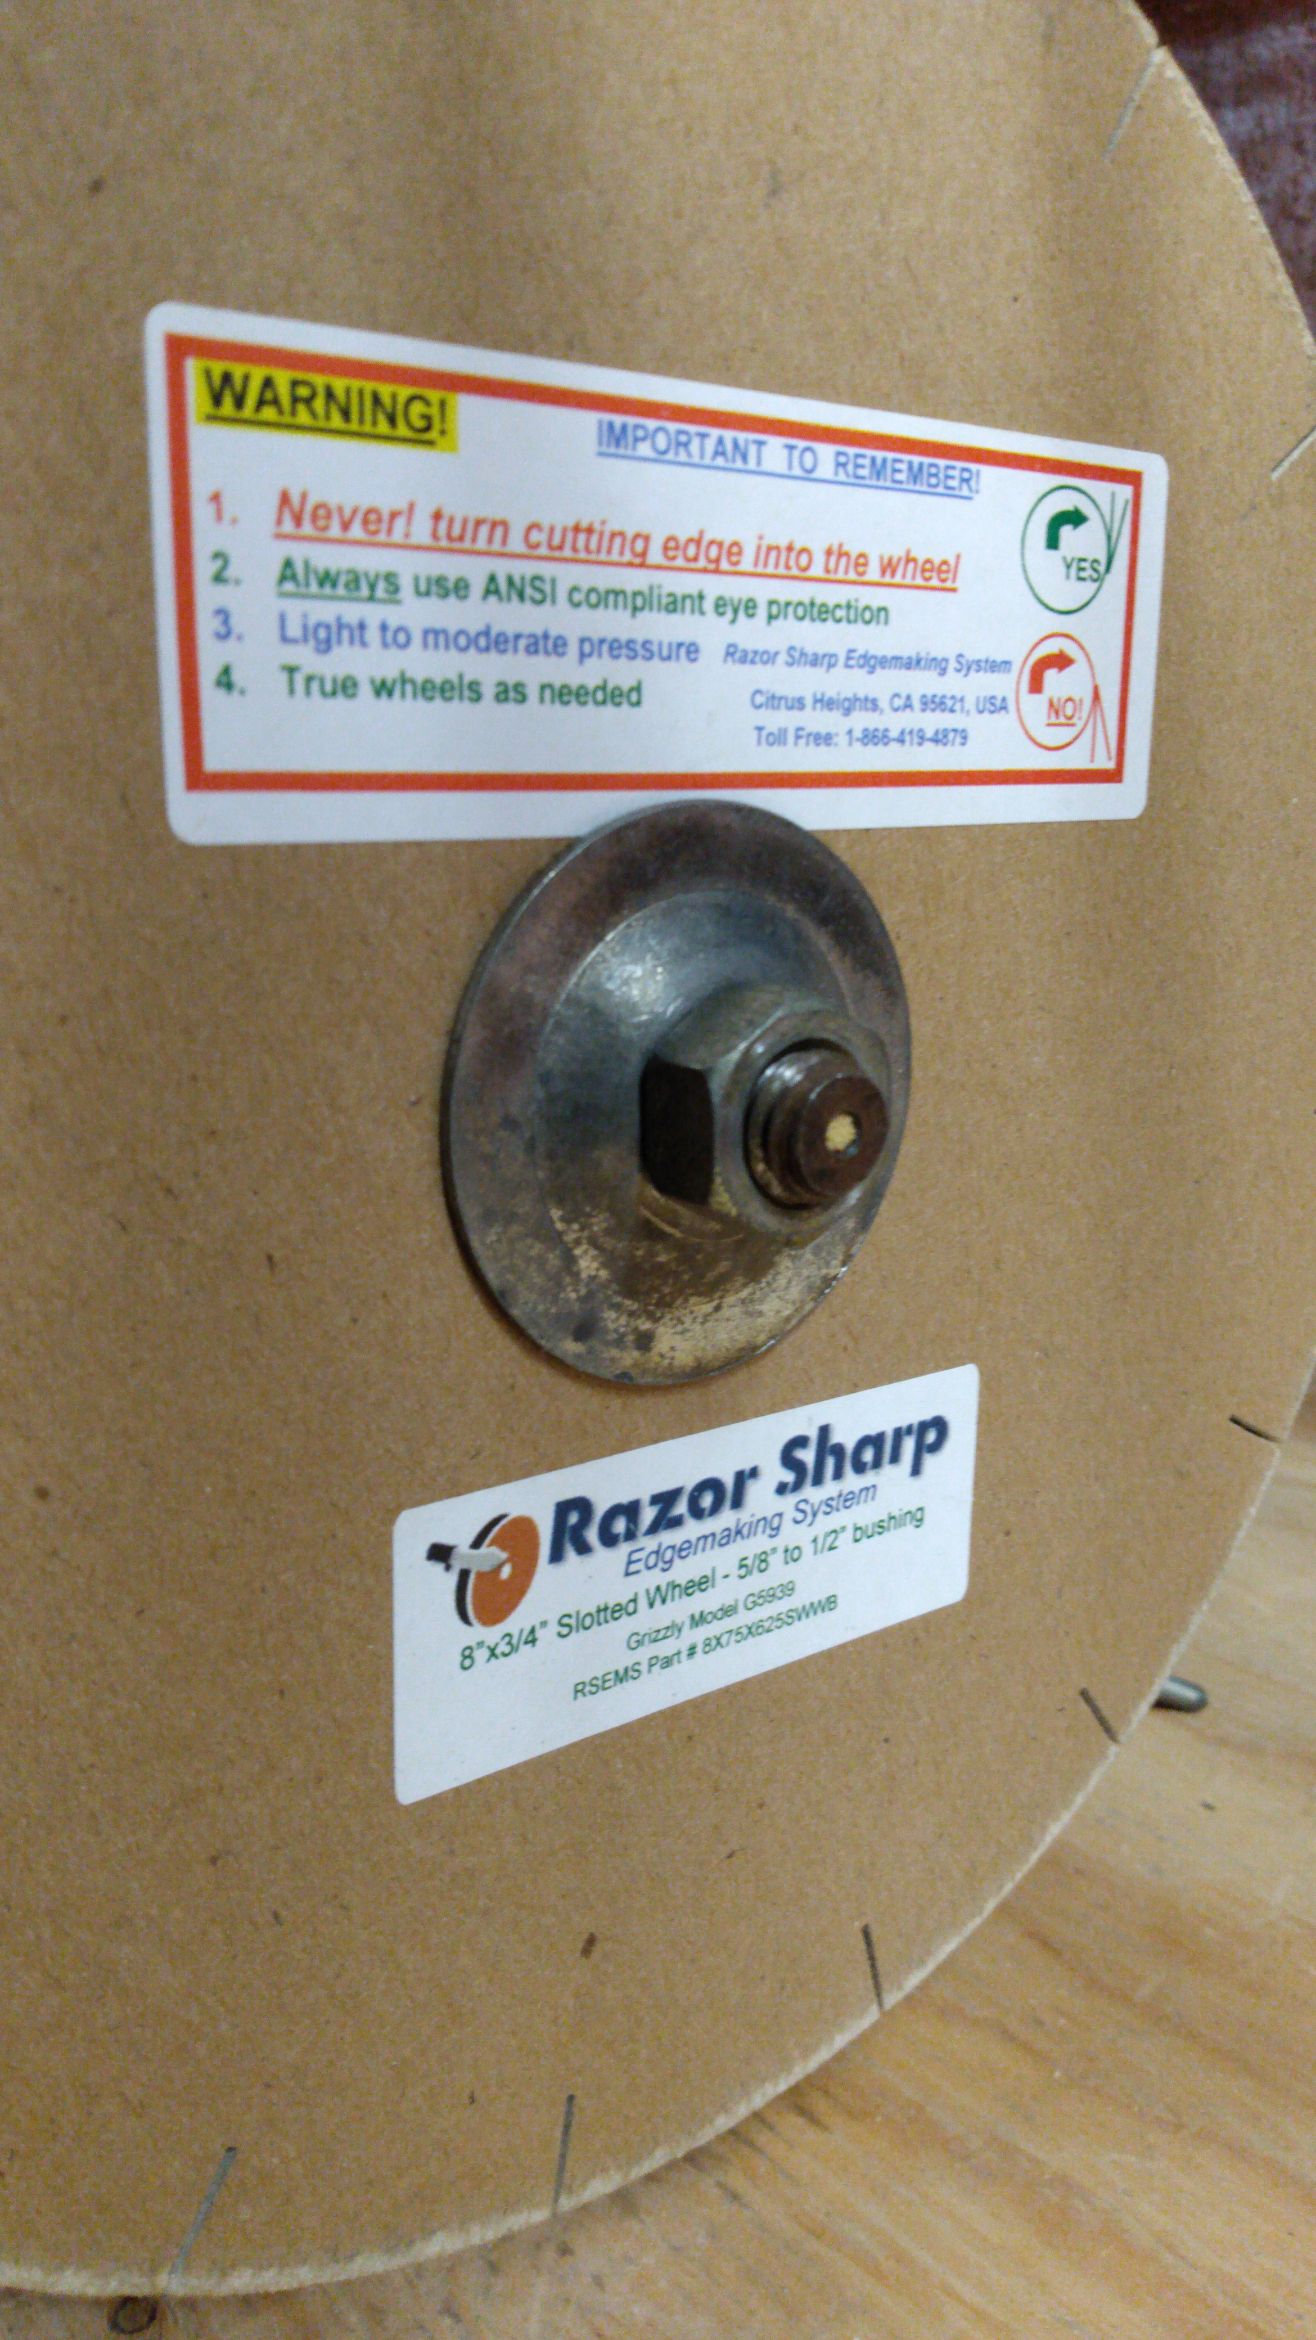 WARNING!
IMPORTANT TO REMEMBER!
1. Never! turn cutting edge into the wheel
2. Always use ANSI compliant eye protection
3. Light to moderate pressure
4. True wheels as needed
Razor Sharp Edgemaking System
Citrus Heights, CA 95621, USA
Toll Free: 1-866-419-4879
YES
NO!
Razor Sharp
Edgemaking System
8"x3/4" Slotted Wheel - 5/8" to 1/2" bushing
Grizzly Model G5939
RSEMS Part # 8X75X625SWWB